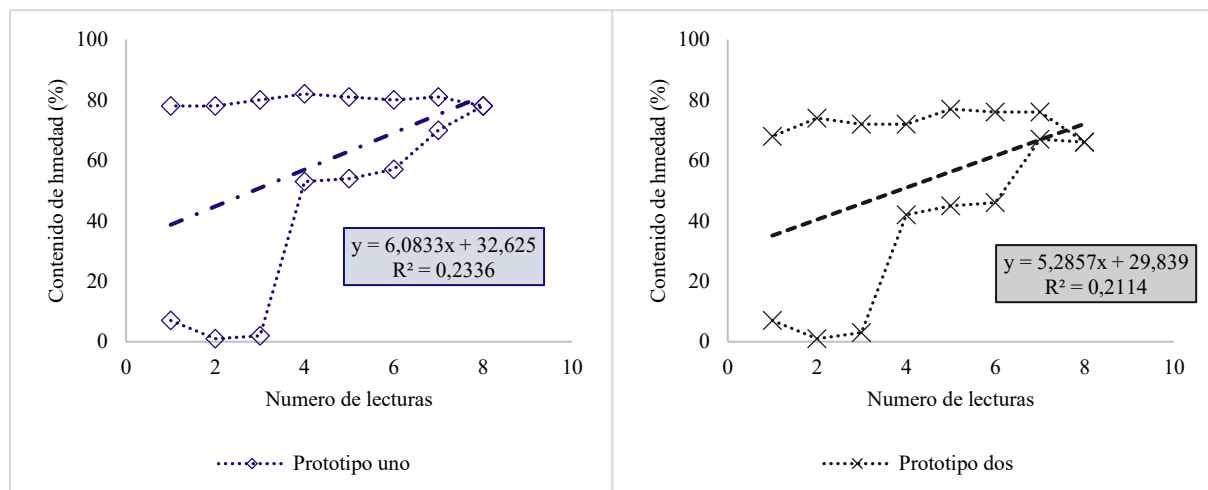 100
80
60
40
20
0
Contenido de hmedad (%)
y = 6,0833x + 32,625
R² = 0,2336
0 2 4 6 8 10
Numero de lecturas
Prototipo uno
100
80
60
40
20
0
Contenido de hmedad (%)
y = 5,2857x + 29,839
R² = 0,2114
0 2 4 6 8 10
Numero de lecturas
Prototipo dos